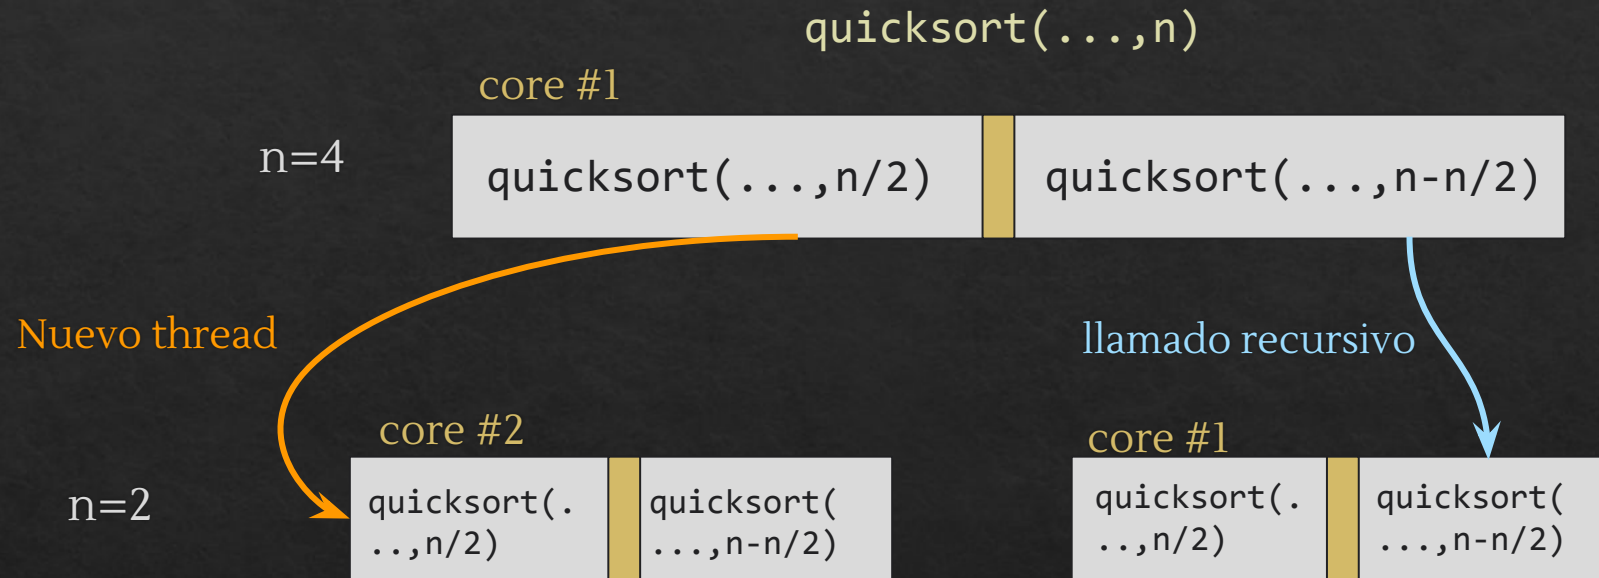 quicksort(...,n)
core #1
n=4
quicksort(...,n/2)
quicksort(...,n-n/2)
Nuevo thread
llamado recursivo
core #2
core #1
n=2
quicksort(.
..,n/2)
quicksort(
...,n-n/2)
quicksort(.
..,n/2)
quicksort(
...,n-n/2)